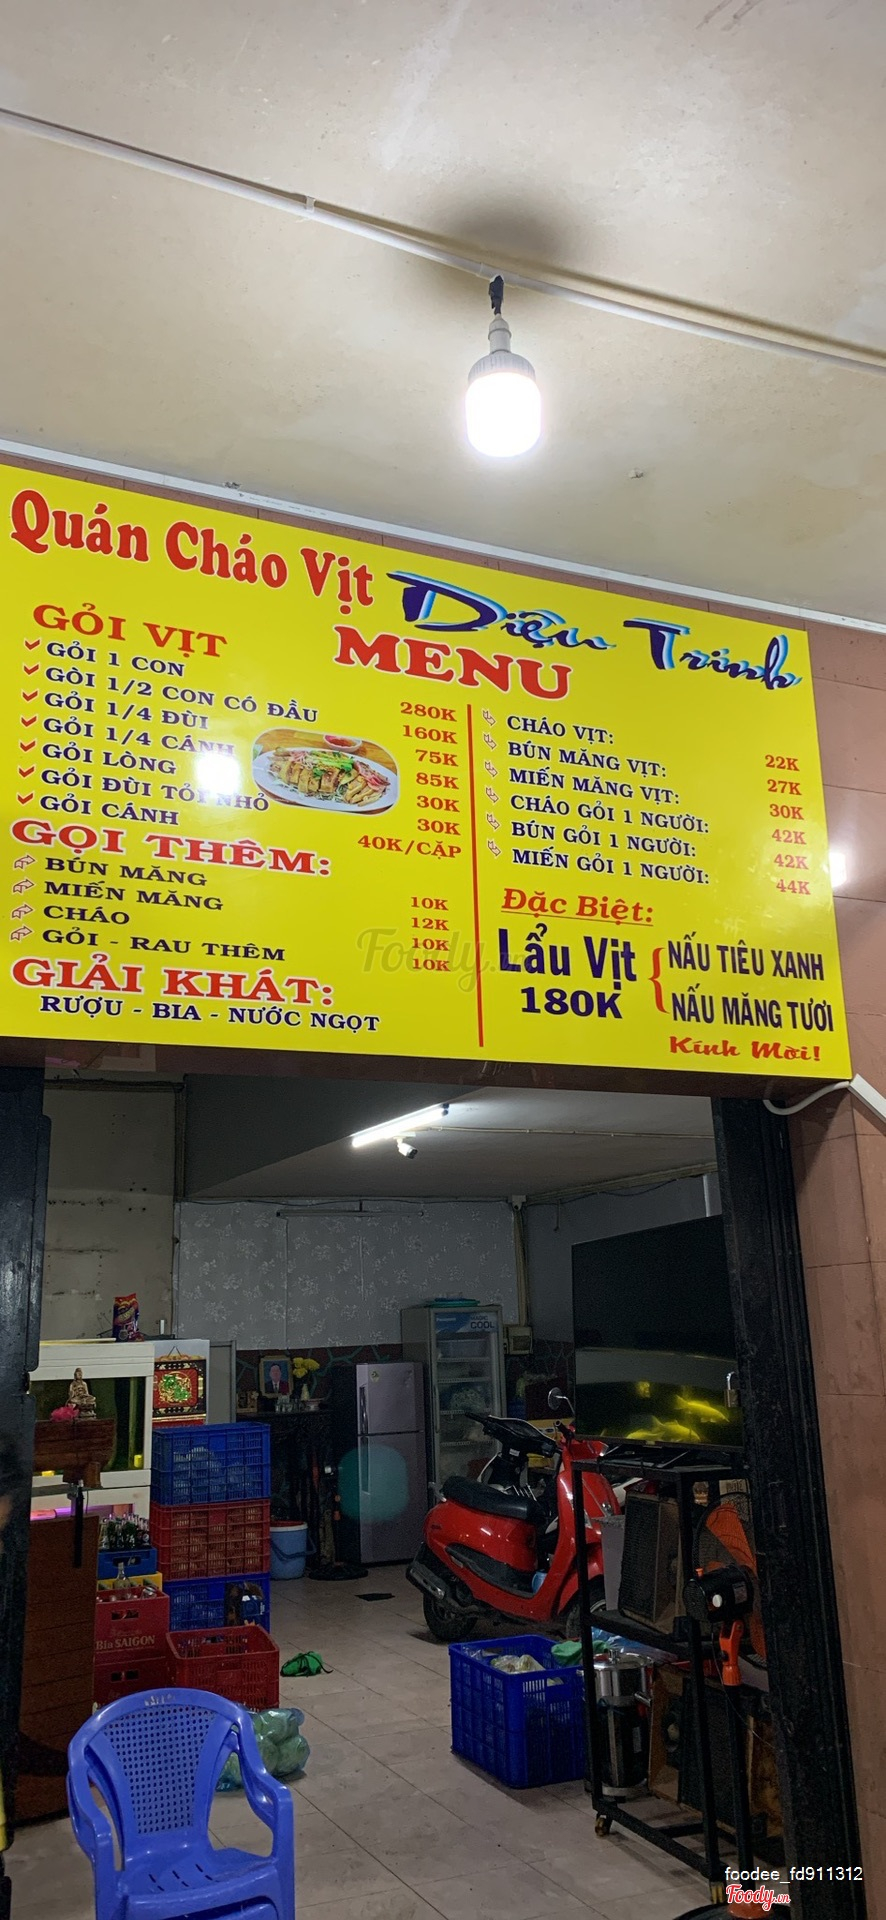 Quán Cháo Vịt Diệu Trinh
MENU
GỎI VỊT
GỎI 1 CON 280K
GỎI 1/2 CON CÓ ĐẦU 160K
GỎI 1/4 ĐÙI 75K
GỎI 1/4 CÁNH 85K
GỎI LÒNG 30K
GỎI ĐÙI TỎI NHỎ 30K
GỎI CÁNH 40K/CẶP
GỌI THÊM:
BÚN MĂNG 10K
MIẾN MĂNG 12K
CHÁO 10K
GỎI - RAU THÊM 10K
GIẢI KHÁT:
RƯỢU - BIA - NƯỚC NGỌT
CHÁO VỊT: 22K
BÚN MĂNG VỊT: 27K
MIẾN MĂNG VỊT: 30K
CHÁO GỎI 1 NGƯỜI: 42K
BÚN GỎI 1 NGƯỜI: 42K
MIẾN GỎI 1 NGƯỜI: 44K
Đặc Biệt:
Lẩu Vịt 180K
NẤU TIÊU XANH
NẤU MĂNG TƯƠI
Kính Mời!
Foody.vn
COOL
Bia SAIGON
foodee_fd911312
Foody.vn